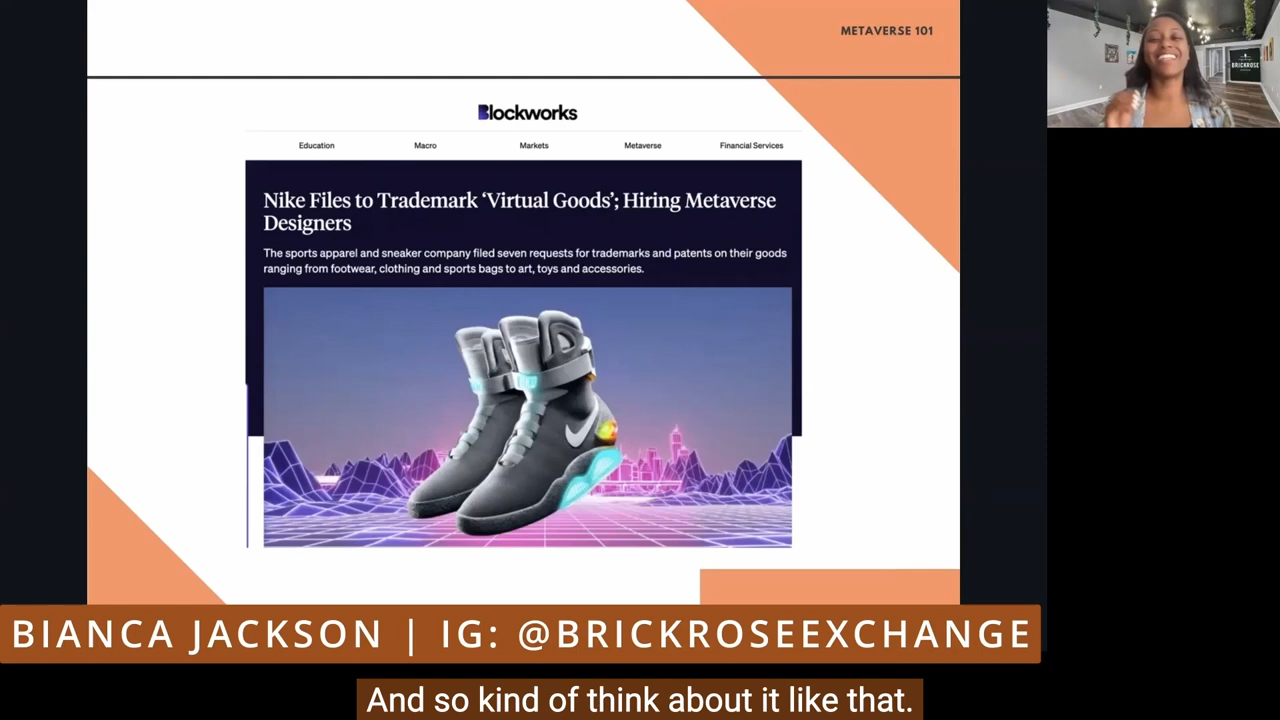 METAVERSE 101
BRICKROSE
Blockworks
Education Macro Markets Metaverse Financial Services
Nike Files to Trademark ‘Virtual Goods’; Hiring Metaverse
Designers
The sports apparel and sneaker company filed seven requests for trademarks and patents on their goods
ranging from footwear, clothing and sports bags to art, toys and accessories.
BIANCA JACKSON | IG: @BRICKROSEEXCHANGE
And so kind of think about it like that.